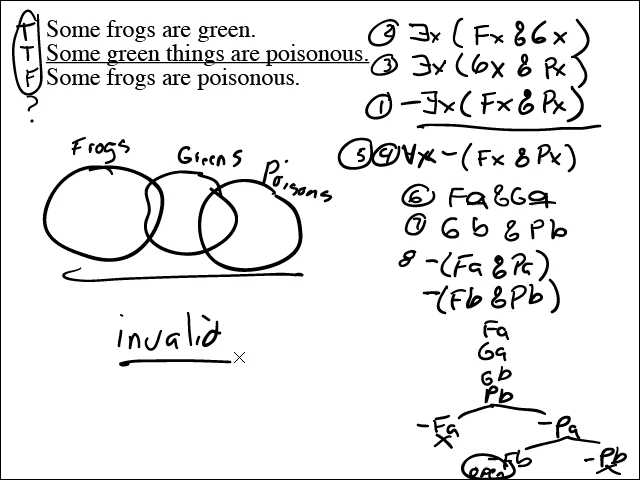 T Some frogs are green.
T Some green things are poisonous.
F Some frogs are poisonous.
?
Frogs
Greens
Poisons
invalid
② ∃x (Fx & Gx)
③ ∃x (Gx & Px)
① -∃x (Fx & Px)
⑤ ④ ∀x -(Fx & Px)
⑥ Fa & Ga
⑦ Gb & Pb
8 -(Fa & Pa)
-(Fb & Pb)
Fa
Ga
Gb
Pb
-Fa -Pa
x
open -Fb -Pb
x